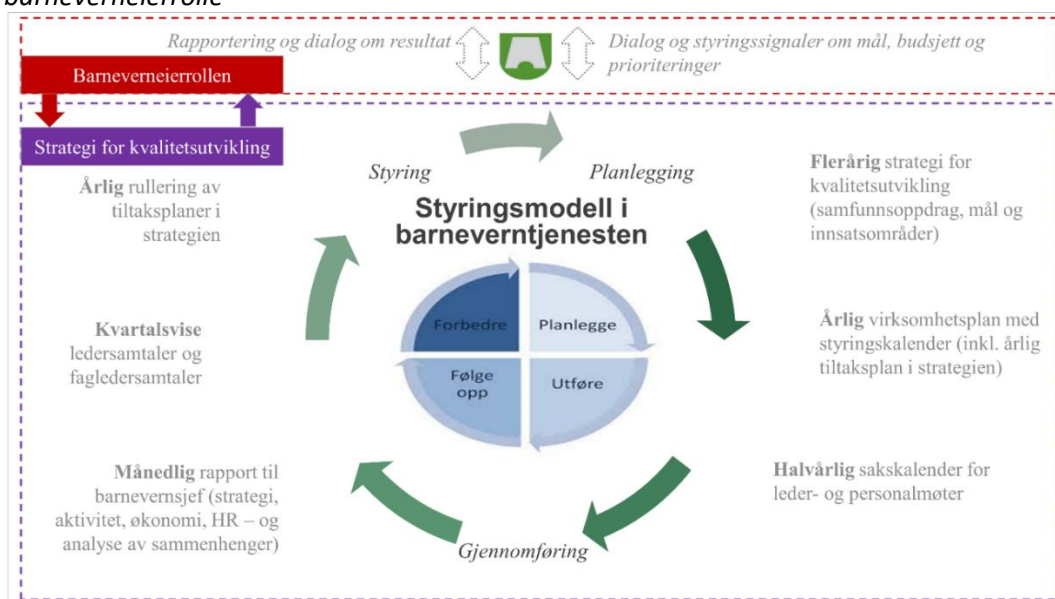 barneverneierrolle
Rapportering og dialog om resultat
Dialog og styringssignaler om mål, budsjett og
prioriteringer
Barneverneierrollen
Strategi for kvalitetsutvikling
Styring
Planlegging
Årlig rullering av
tiltaksplaner i
strategien
Flerårig strategi for
kvalitetsutvikling
(samfunnsoppdrag, mål og
innsatsområder)
Styringsmodell i
barneverntjenesten
Forbedre
Planlegge
Følge
opp
Utføre
Kvartalsvise
ledersamtaler og
fagledersamtaler
Årlig virksomhetsplan med
styringskalender (inkl. årlig
tiltaksplan i strategien)
Månedlig rapport til
barnevernsjef (strategi,
aktivitet, økonomi, HR – og
analyse av sammenhenger)
Halvårlig sakskalender for
leder- og personalmøter
Gjennomføring